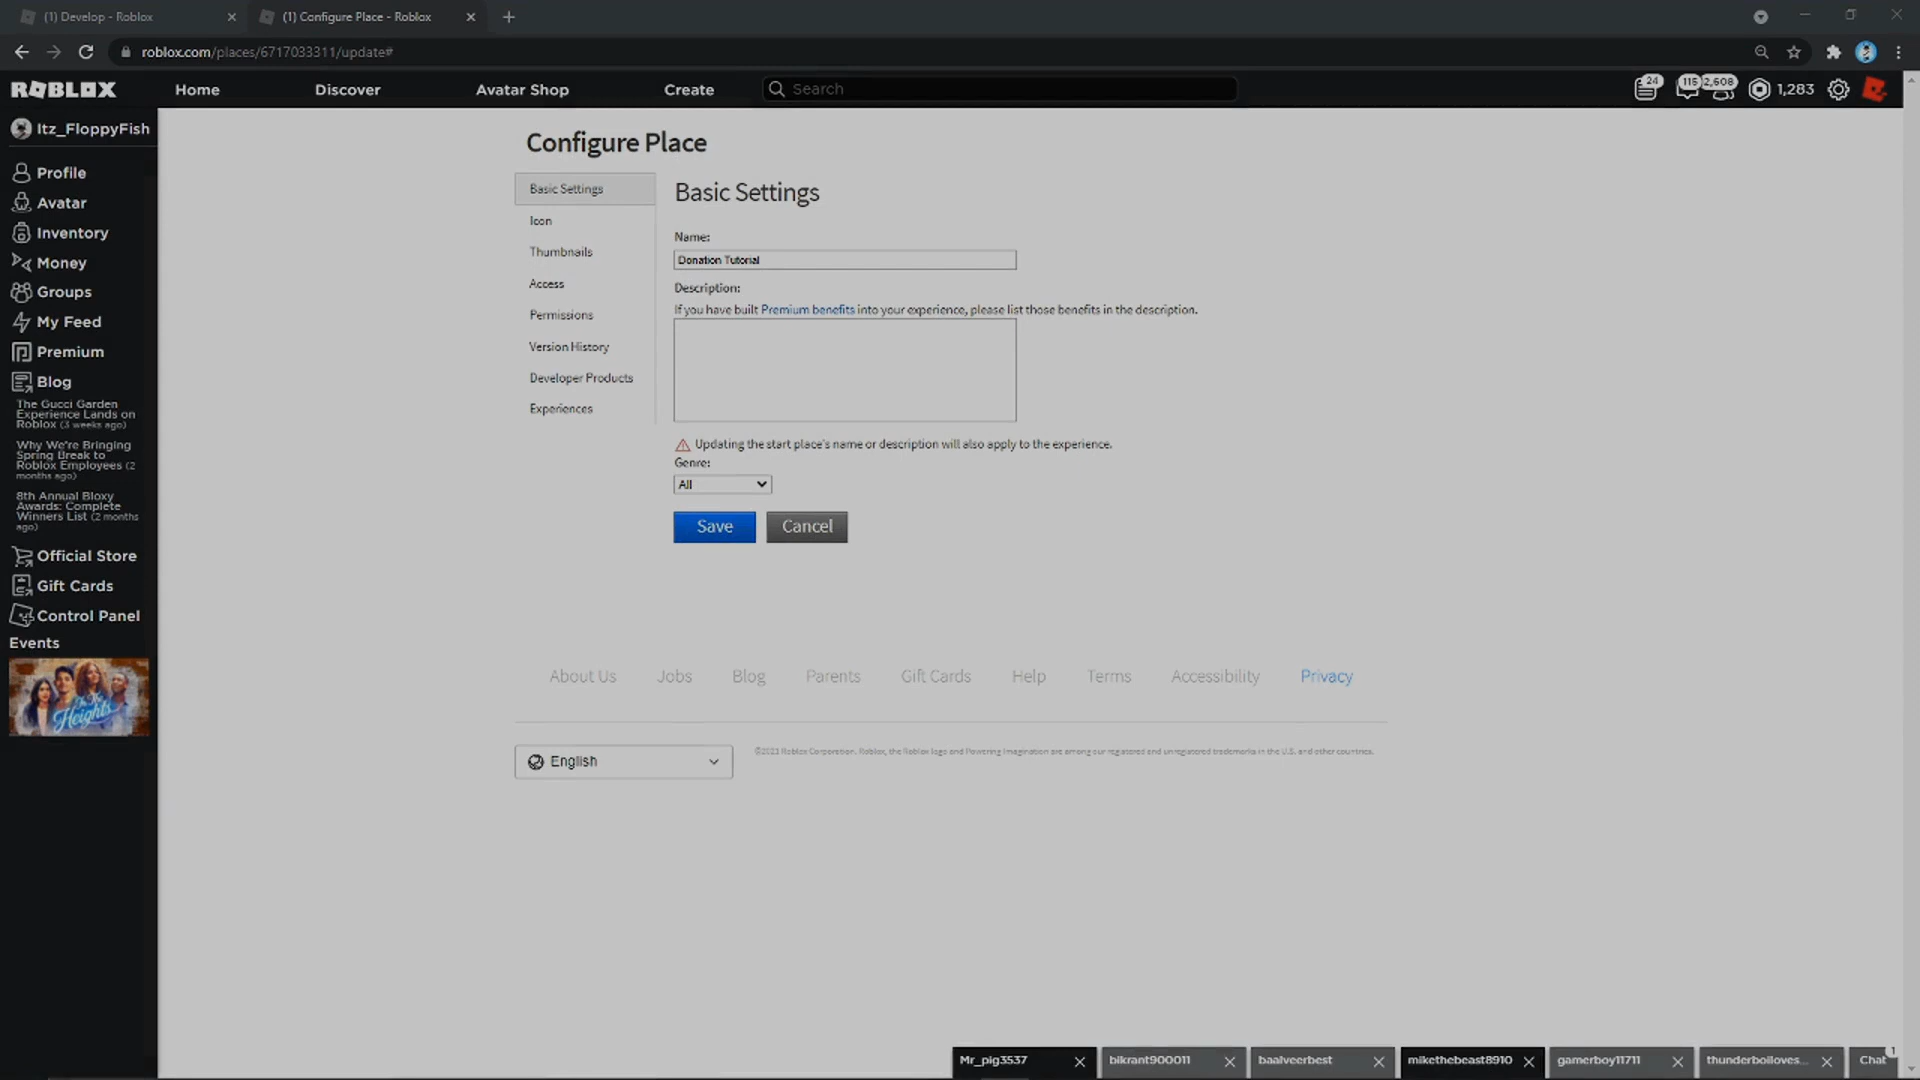 (1) Develop - Roblox
(1) Configure Place - Roblox
roblox.com/places/6717033311/update#
ROBLOX
Home
Discover
Avatar Shop
Create
Search
24
115
2,608
1,283
Itz_FloppyFish
Profile
Avatar
Inventory
Money
Groups
My Feed
Premium
Blog
The Gucci Garden
Experience Lands on
Roblox (3 weeks ago)
Why We're Bringing
Spring Break to
Roblox Employees (2
months ago)
8th Annual Bloxy
Awards: Complete
Winners List (2 months
ago)
Official Store
Gift Cards
Control Panel
Events
In The
Heights
Configure Place
Basic Settings
Icon
Thumbnails
Access
Permissions
Version History
Developer Products
Experiences
Basic Settings
Name:
Donation Tutorial
Description:
If you have built Premium benefits into your experience, please list those benefits in the description.
Updating the start place's name or description will also apply to the experience.
Genre:
All
Save
Cancel
About Us
Jobs
Blog
Parents
Gift Cards
Help
Terms
Accessibility
Privacy
English
©2021 Roblox Corporation. Roblox, the Roblox logo and Powering Imagination are among our registered and unregistered trademarks in the U.S. and other countries.
Mr_pig3537
bikrant900011
baalveerbest
mikethebeast8910
gamerboy11711
thunderboiloves...
Chat
1